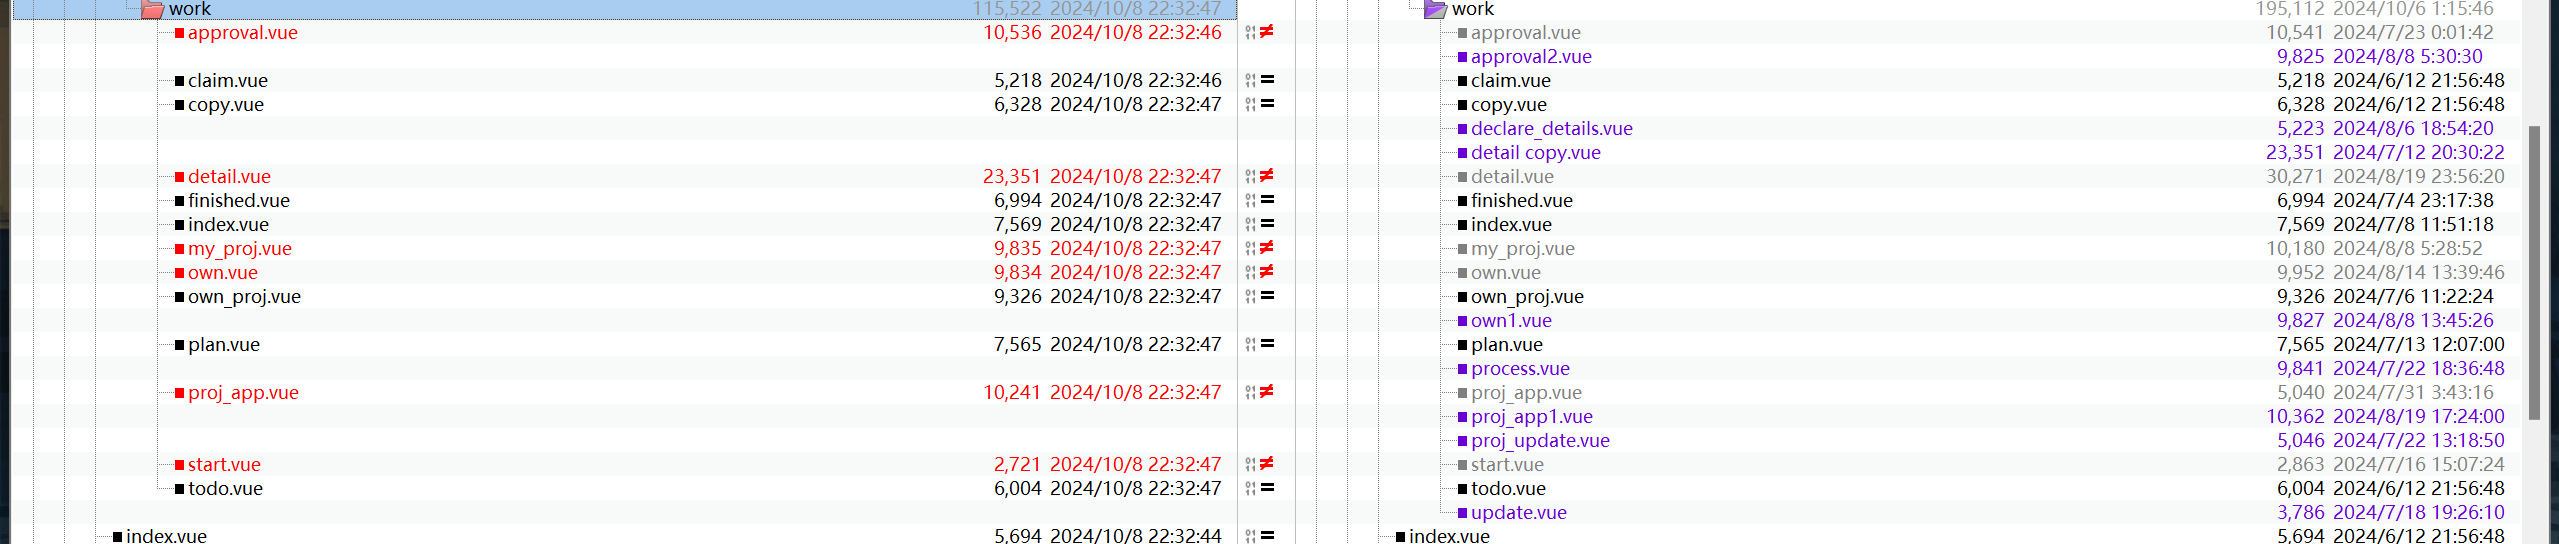 work 115,522 2024/10/8 22:32:47 work 195,112 2024/10/6 1:15:46
approval.vue 10,536 2024/10/8 22:32:46 ≠ approval.vue 10,541 2024/7/23 0:01:42
approval2.vue 9,825 2024/8/8 5:30:30
claim.vue 5,218 2024/10/8 22:32:46 = claim.vue 5,218 2024/6/12 21:56:48
copy.vue 6,328 2024/10/8 22:32:47 = copy.vue 6,328 2024/6/12 21:56:48
declare_details.vue 5,223 2024/8/6 18:54:20
detail copy.vue 23,351 2024/7/12 20:30:22
detail.vue 23,351 2024/10/8 22:32:47 ≠ detail.vue 30,271 2024/8/19 23:56:20
finished.vue 6,994 2024/10/8 22:32:47 = finished.vue 6,994 2024/7/4 23:17:38
index.vue 7,569 2024/10/8 22:32:47 = index.vue 7,569 2024/7/8 11:51:18
my_proj.vue 9,835 2024/10/8 22:32:47 ≠ my_proj.vue 10,180 2024/8/8 5:28:52
own.vue 9,834 2024/10/8 22:32:47 ≠ own.vue 9,952 2024/8/14 13:39:46
own_proj.vue 9,326 2024/10/8 22:32:47 = own_proj.vue 9,326 2024/7/6 11:22:24
own1.vue 9,827 2024/8/8 13:45:26
plan.vue 7,565 2024/10/8 22:32:47 = plan.vue 7,565 2024/7/13 12:07:00
process.vue 9,841 2024/7/22 18:36:48
proj_app.vue 10,241 2024/10/8 22:32:47 ≠ proj_app.vue 5,040 2024/7/31 3:43:16
proj_app1.vue 10,362 2024/8/19 17:24:00
proj_update.vue 5,046 2024/7/22 13:18:50
start.vue 2,721 2024/10/8 22:32:47 ≠ start.vue 2,863 2024/7/16 15:07:24
todo.vue 6,004 2024/10/8 22:32:47 = todo.vue 6,004 2024/6/12 21:56:48
update.vue 3,786 2024/7/18 19:26:10
index.vue 5,694 2024/10/8 22:32:44 = index.vue 5,694 2024/6/12 21:56:48